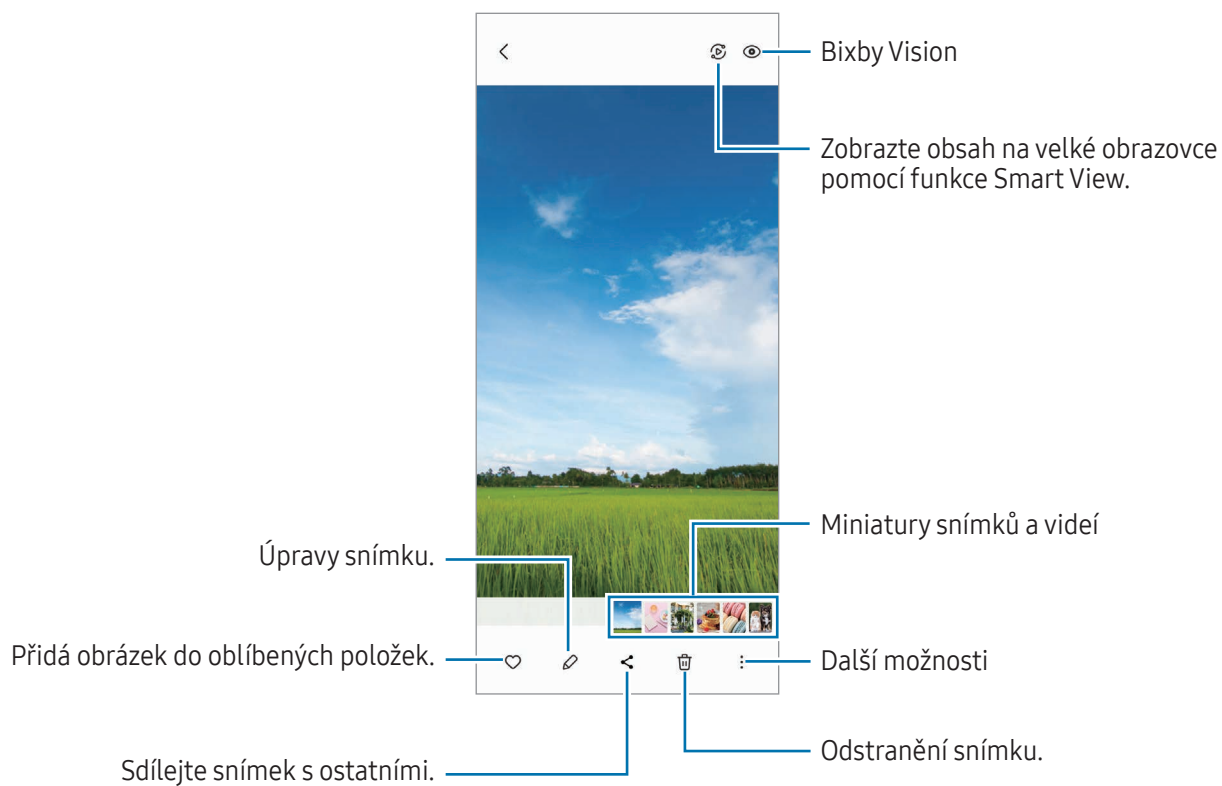 Bixby Vision
Zobrazte obsah na velké obrazovce
pomocí funkce Smart View.
Miniatury snímků a videí
Úpravy snímku.
Přidá obrázek do oblíbených položek.
Další možnosti
Odstranění snímku.
Sdílejte snímek s ostatními.